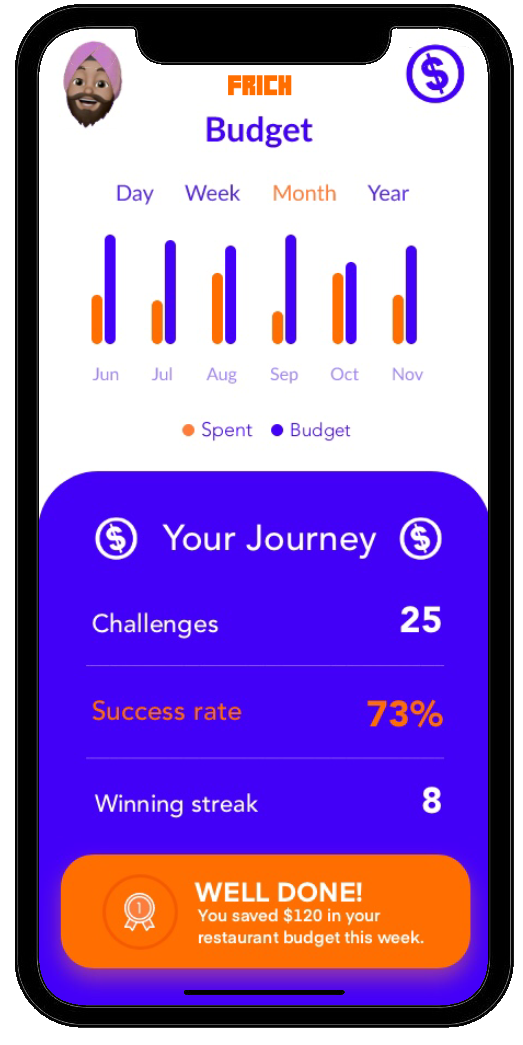 FRICH
Budget
Day Week Month Year
Jun Jul Aug Sep Oct Nov
Spent Budget
Your Journey
Challenges 25
Success rate 73%
Winning streak 8
WELL DONE!
1 You saved $120 in your
restaurant budget this week.